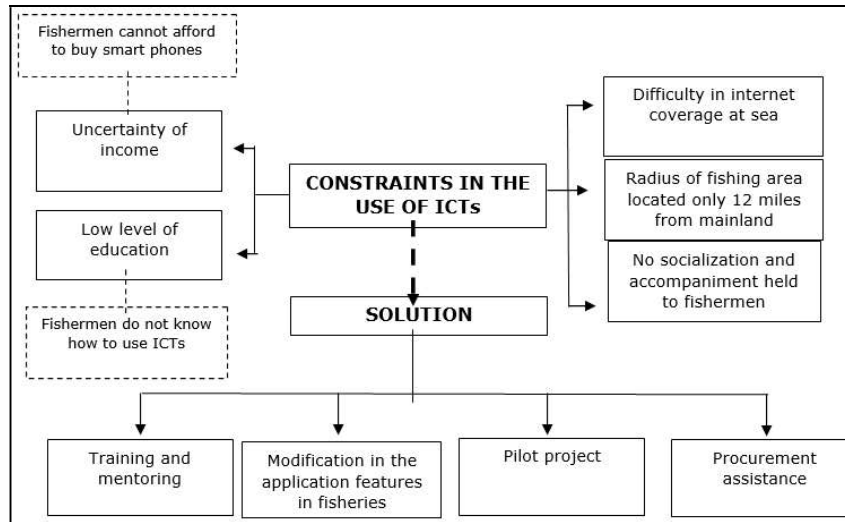 Fishermen cannot afford
to buy smart phones
Uncertainty of
income
Low level of
education
Fishermen do not know
how to use ICTs
CONSTRAINTS IN THE
USE OF ICTs
SOLUTION
Difficulty in internet
coverage at sea
Radius of fishing area
located only 12 miles
from mainland
No socialization and
accompaniment held
to fishermen
Training and
mentoring
Modification in the
application features
in fisheries
Pilot project
Procurement
assistance